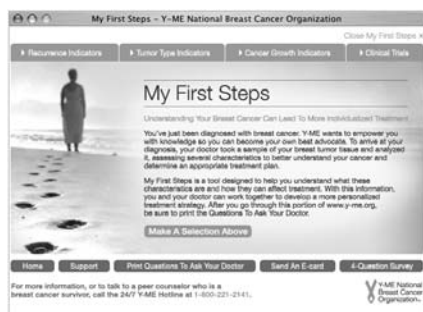 My First Steps – Y-ME National Breast Cancer Organization
Close My First Steps ×
Recurrence Indicators
Tumor Type Indicators
Cancer Growth Indicators
Clinical Trials
My First Steps
Understanding Your Breast Cancer Can Lead To More Individualized Treatment
You've just been diagnosed with breast cancer. Y-ME wants to empower you
with knowledge so you can become your own best advocate. To arrive at your
diagnosis, your doctor took a sample of your breast tumor tissue and analyzed
it, assessing several characteristics to better understand your cancer and
determine an appropriate treatment plan.
My First Steps is a tool designed to help you understand what these
characteristics are and how they can affect treatment. With this information,
you and your doctor can work together to develop a more personalized
treatment strategy. After you go through this portion of www.y-me.org,
be sure to print the Questions To Ask Your Doctor.
Make A Selection Above
Home
Support
Print Questions To Ask Your Doctor
Send An E-card
4-Question Survey
For more information, or to talk to a peer counselor who is a
breast cancer survivor, call the 24/7 Y-ME Hotline at 1-800-221-2141.
Y-ME National
Breast Cancer
Organization